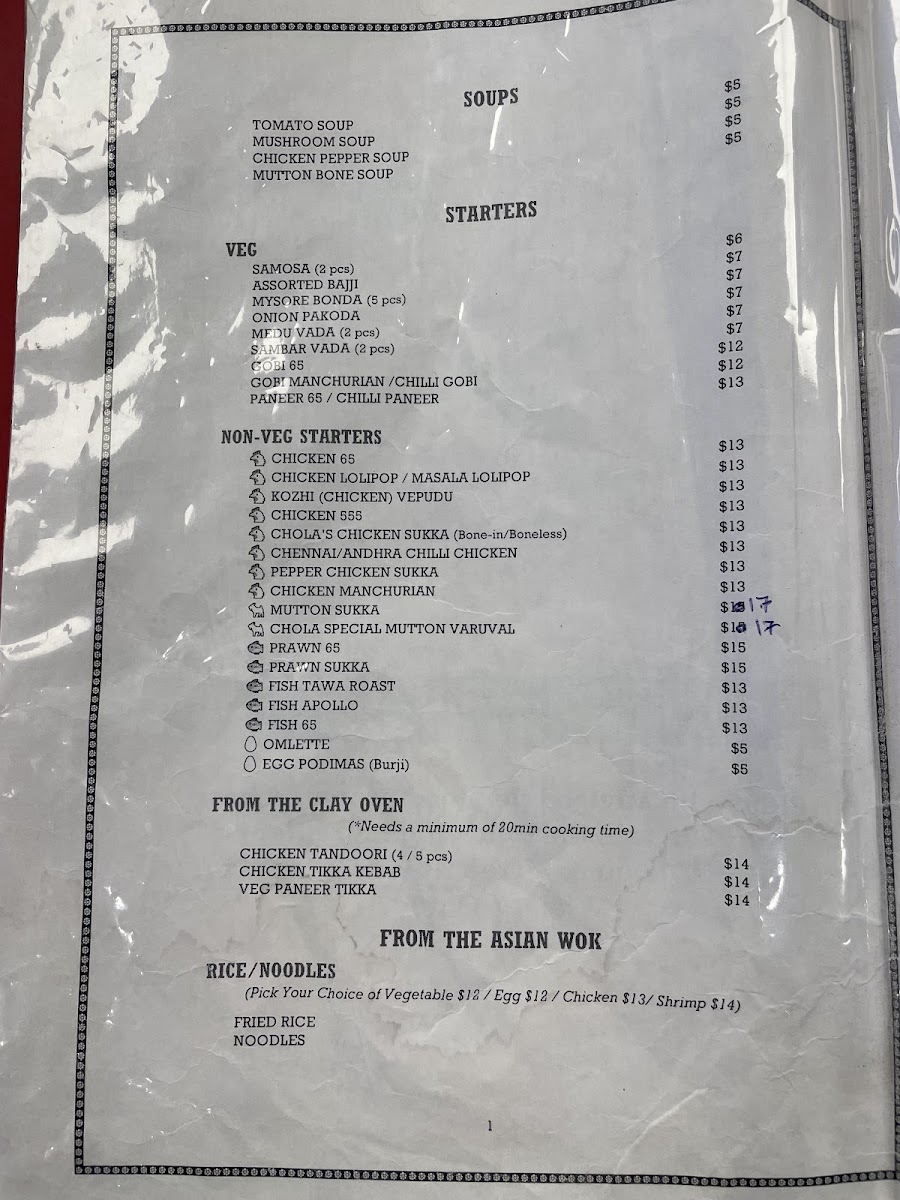 SOUPS
TOMATO SOUP $5
MUSHROOM SOUP $5
CHICKEN PEPPER SOUP $5
MUTTON BONE SOUP $5
STARTERS
VEG
SAMOSA (2 pcs) $6
ASSORTED BAJJI $7
MYSORE BONDA (5 pcs) $7
ONION PAKODA $7
MEDU VADA (2 pcs) $7
SAMBAR VADA (2 pcs) $7
GOBI 65 $12
GOBI MANCHURIAN /CHILLI GOBI $12
PANEER 65 / CHILLI PANEER $13
NON-VEG STARTERS
CHICKEN 65 $13
CHICKEN LOLIPOP / MASALA LOLIPOP $13
KOZHI (CHICKEN) VEPUDU $13
CHICKEN 555 $13
CHOLA'S CHICKEN SUKKA (Bone-in/Boneless) $13
CHENNAI/ANDHRA CHILLI CHICKEN $13
PEPPER CHICKEN SUKKA $13
CHICKEN MANCHURIAN $13
MUTTON SUKKA $ 17
CHOLA SPECIAL MUTTON VARUVAL $ 17
PRAWN 65 $15
PRAWN SUKKA $15
FISH TAWA ROAST $13
FISH APOLLO $13
FISH 65 $13
OMLETTE $5
EGG PODIMAS (Burji) $5
FROM THE CLAY OVEN
(*Needs a minimum of 20min cooking time)
CHICKEN TANDOORI (4 / 5 pcs) $14
CHICKEN TIKKA KEBAB $14
VEG PANEER TIKKA $14
FROM THE ASIAN WOK
RICE/NOODLES
(Pick Your Choice of Vegetable $12 / Egg $12 / Chicken $13/ Shrimp $14)
FRIED RICE
NOODLES
1